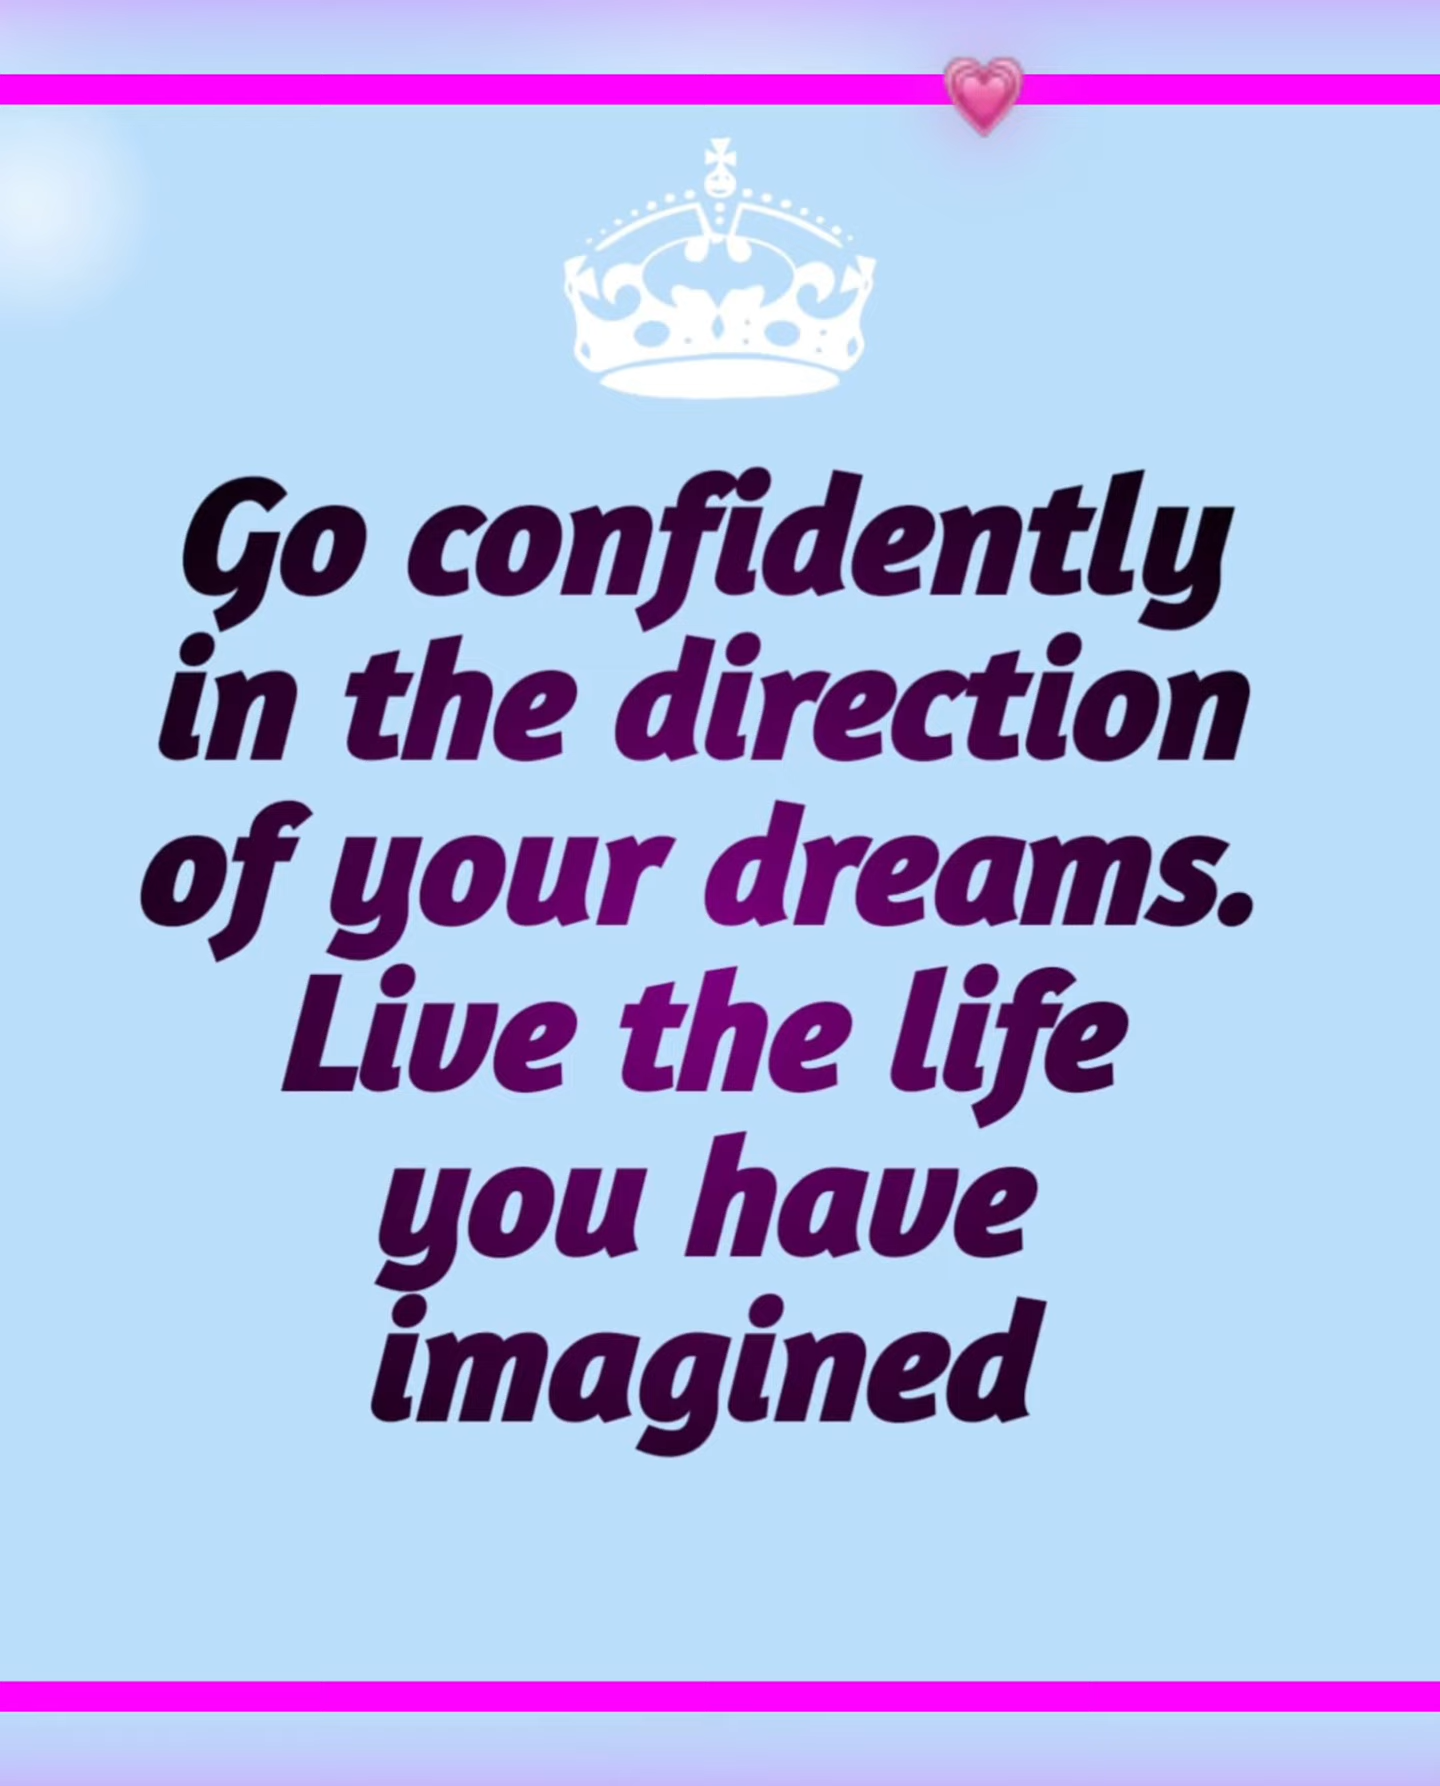 Go confidently
in the direction
of your dreams.
Live the life
you have
imagined